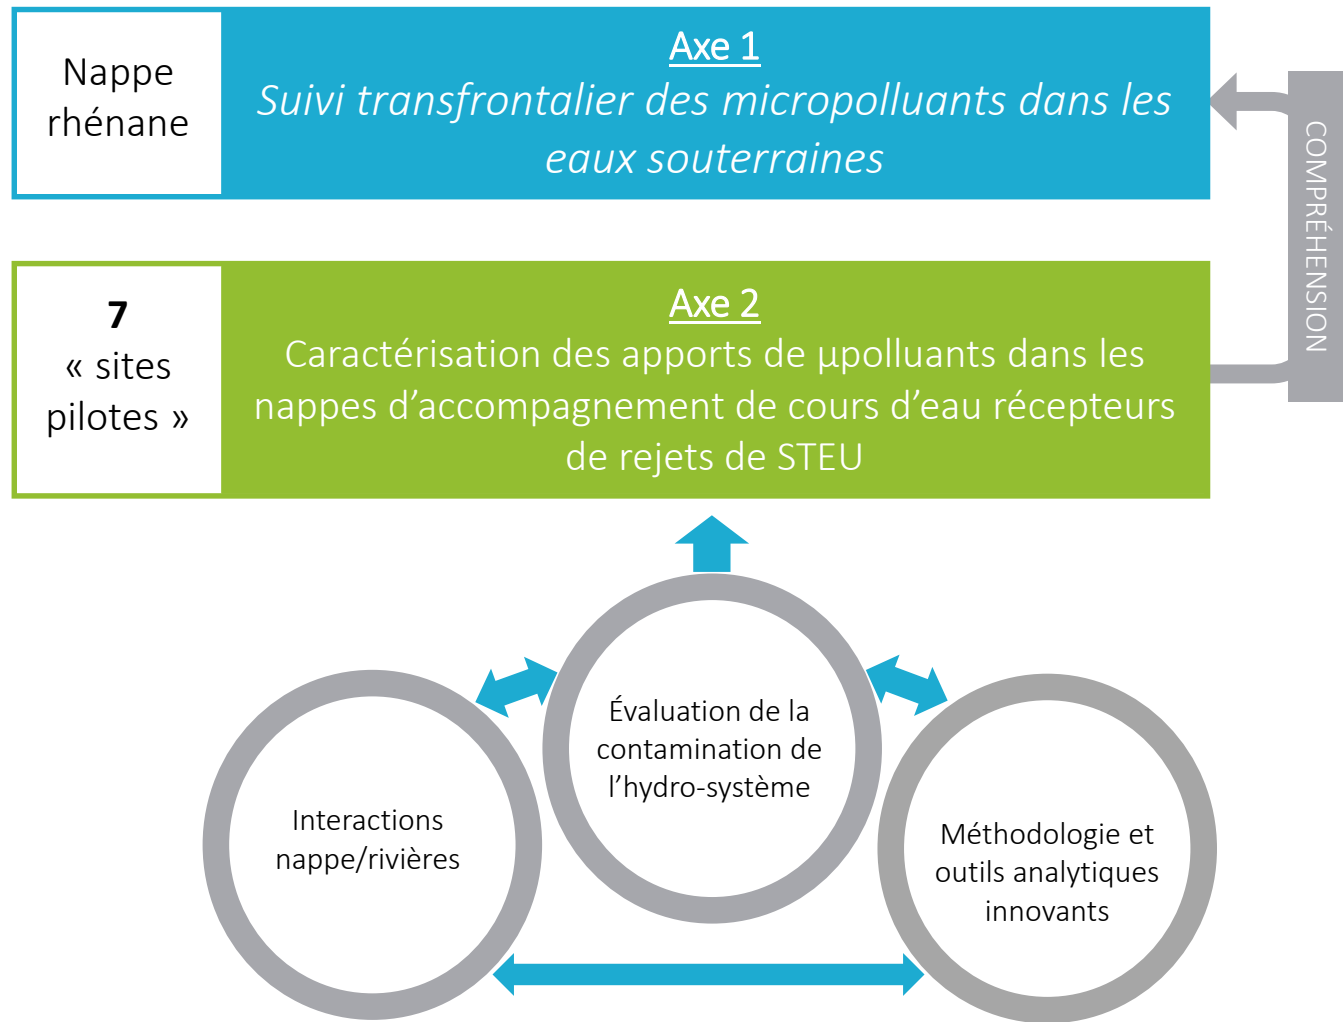 Nappe
rhénane
Axe 1
Suivi transfrontalier des micropolluants dans les
eaux souterraines
COMPRÉHENSION
7
« sites
pilotes »
Axe 2
Caractérisation des apports de µpolluants dans les
nappes d’accompagnement de cours d’eau récepteurs
de rejets de STEU
Évaluation de la
contamination de
l’hydro-système
Interactions
nappe/rivières
Méthodologie et
outils analytiques
innovants